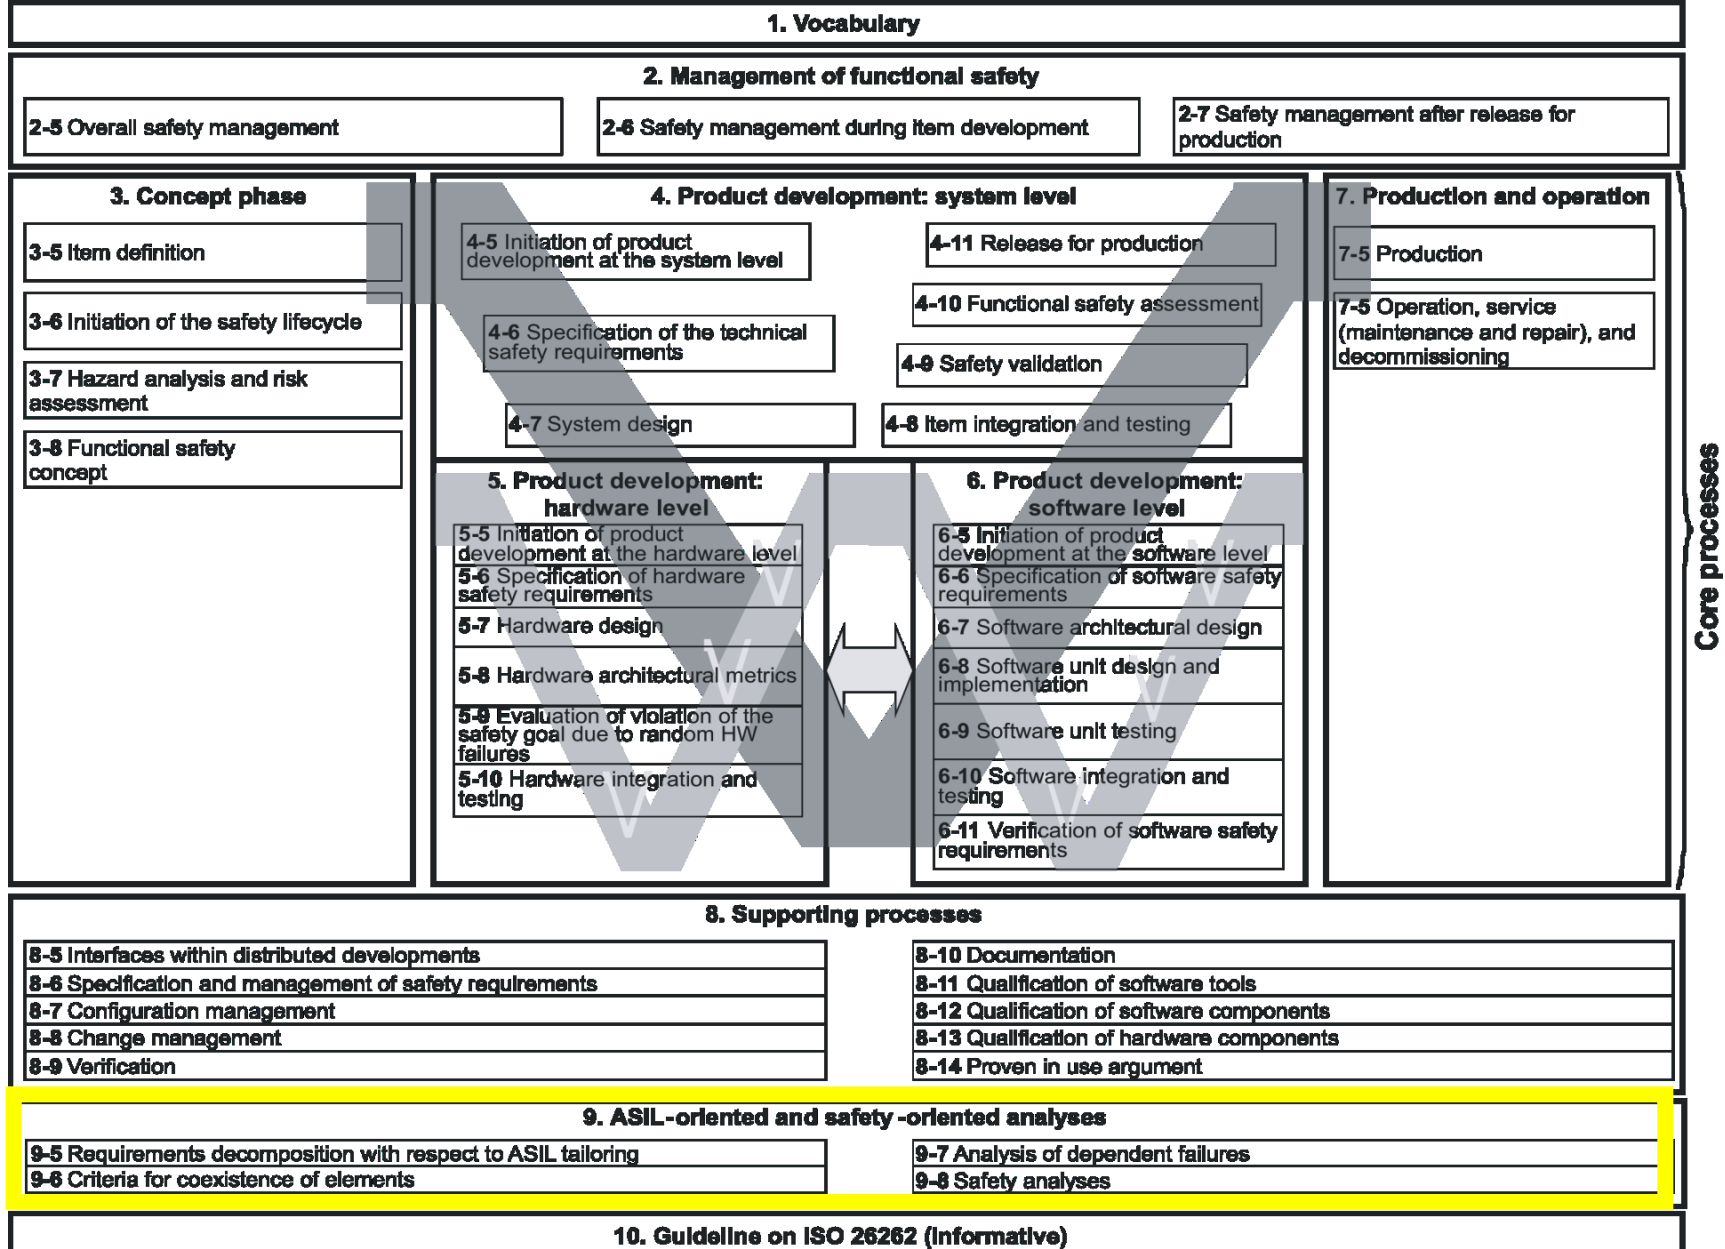 1. Vocabulary
2. Management of functional safety
2-5 Overall safety management
2-6 Safety management during item development
2-7 Safety management after release for
production
3. Concept phase
3-5 Item definition
3-6 Initiation of the safety lifecycle
3-7 Hazard analysis and risk
assessment
3-8 Functional safety
concept
4. Product development: system level
4-5 Initiation of product
development at the system level
4-6 Specification of the technical
safety requirements
4-7 System design
4-11 Release for production
4-10 Functional safety assessment
4-9 Safety validation
4-8 Item integration and testing
7. Production and operation
7-5 Production
7-5 Operation, service
(maintenance and repair), and
decommissioning
5. Product development:
hardware level
5-5 Initiation of product
development at the hardware level
5-6 Specification of hardware
safety requirements
5-7 Hardware design
5-8 Hardware architectural metrics
5-9 Evaluation of violation of the
safety goal due to random HW
failures
5-10 Hardware integration and
testing
6. Product development:
software level
6-5 Initiation of product
development at the software level
6-6 Specification of software safety
requirements
6-7 Software architectural design
6-8 Software unit design and
implementation
6-9 Software unit testing
6-10 Software integration and
testing
6-11 Verification of software safety
requirements
Core processes
8. Supporting processes
8-5 Interfaces within distributed developments
8-6 Specification and management of safety requirements
8-7 Configuration management
8-8 Change management
8-9 Verification
8-10 Documentation
8-11 Qualification of software tools
8-12 Qualification of software components
8-13 Qualification of hardware components
8-14 Proven in use argument
9. ASIL-oriented and safety -oriented analyses
9-5 Requirements decomposition with respect to ASIL tailoring
9-6 Criteria for coexistence of elements
9-7 Analysis of dependent failures
9-8 Safety analyses
10. Guideline on ISO 26262 (informative)